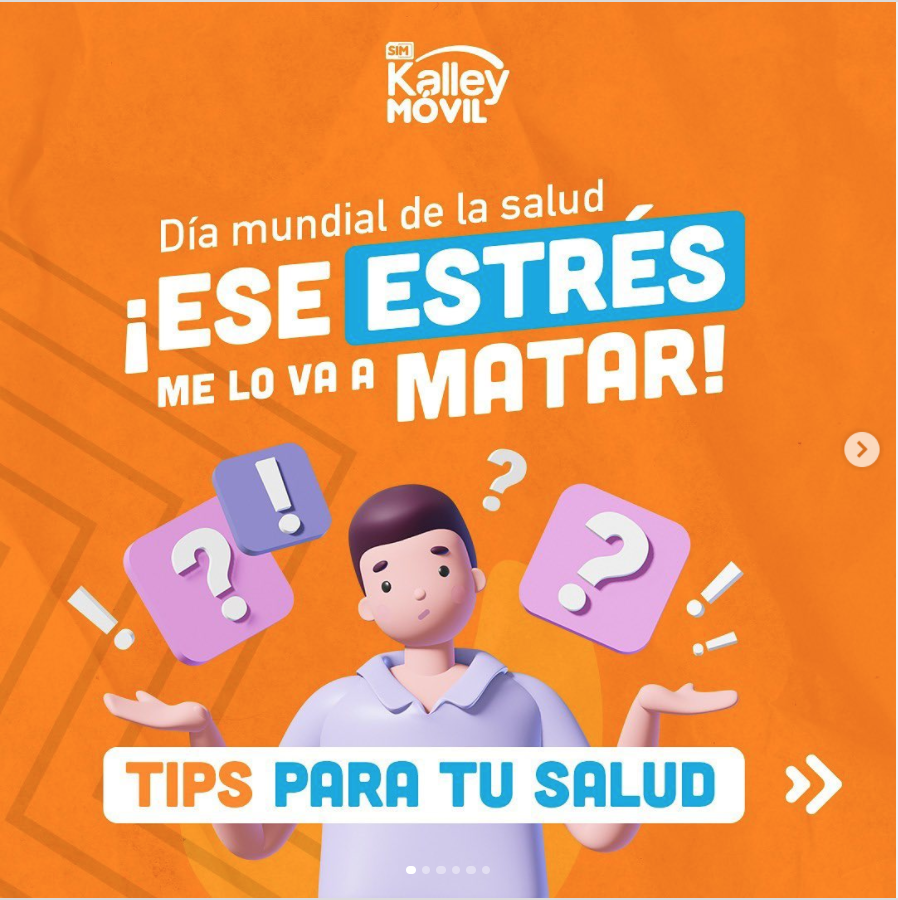 SIM
Kalley
MÓVIL
Día mundial de la salud
¡ESE ESTRÉS
ME LO VA A MATAR!
! ? ? ? ! !
TIPS PARA TU SALUD